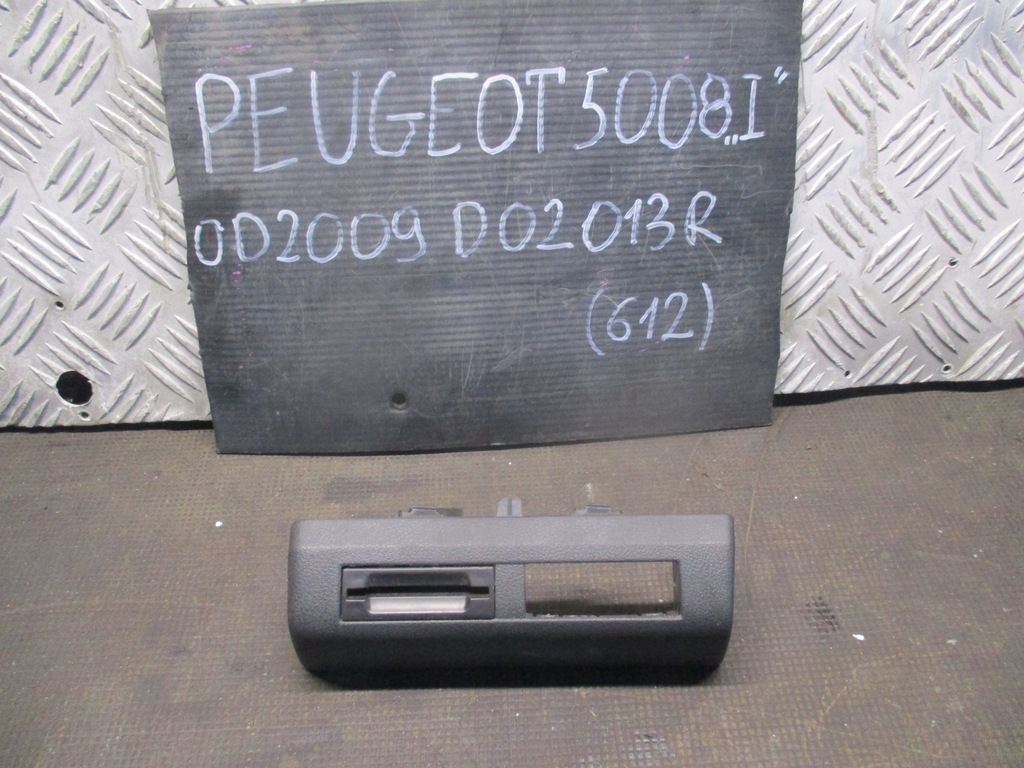 PEUGEOT 5008 „I”
OD2009 DO2013R
(612)